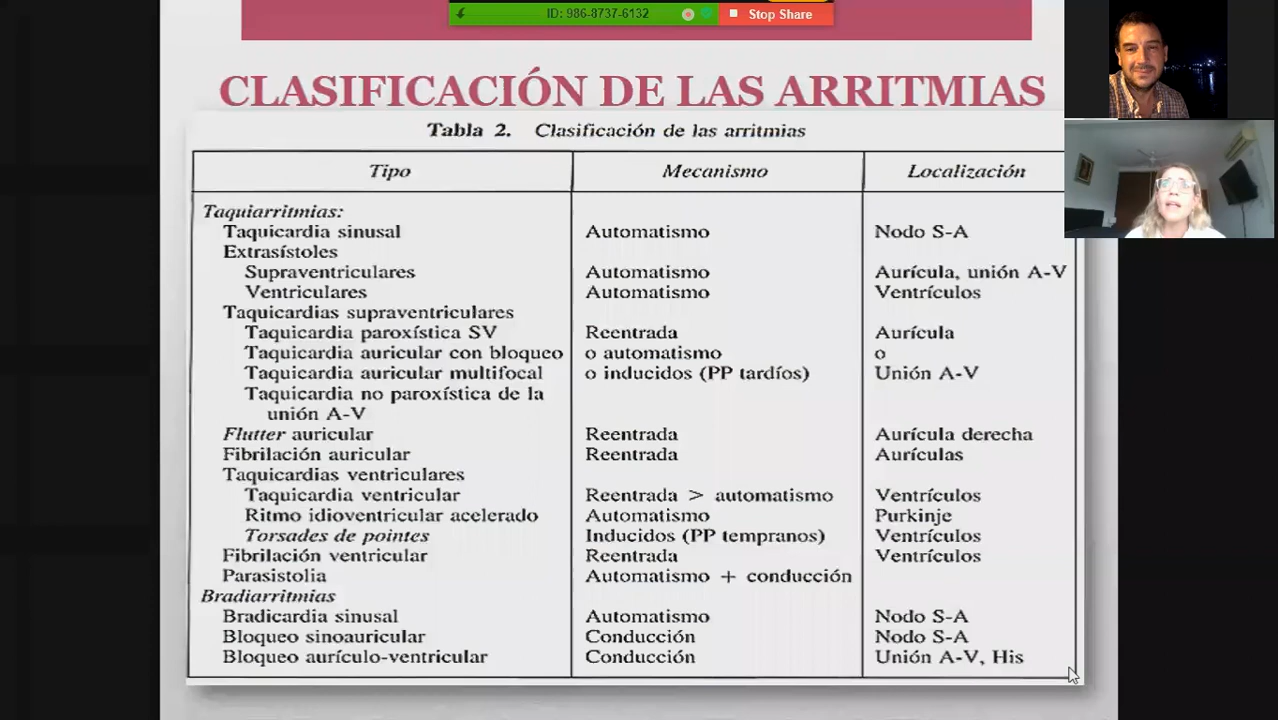 ID: 986-8737-6132
Stop Share
CLASIFICACIÓN DE LAS ARRITMIAS
Tabla 2. Clasificación de las arritmias
Tipo Mecanismo Localización
Taquiarritmias:
Taquicardia sinusal Automatismo Nodo S-A
Extrasístoles
Supraventriculares Automatismo Aurícula, unión A-V
Ventriculares Automatismo Ventrículos
Taquicardias supraventriculares
Taquicardia paroxística SV Reentrada Aurícula
Taquicardia auricular con bloqueo o automatismo o
Taquicardia auricular multifocal o inducidos (PP tardíos) Unión A-V
Taquicardia no paroxística de la
unión A-V
Flutter auricular Reentrada Aurícula derecha
Fibrilación auricular Reentrada Aurículas
Taquicardias ventriculares
Taquicardia ventricular Reentrada > automatismo Ventrículos
Ritmo idioventricular acelerado Automatismo Purkinje
Torsades de pointes Inducidos (PP tempranos) Ventrículos
Fibrilación ventricular Reentrada Ventrículos
Parasistolia Automatismo + conducción
Bradiarritmias
Bradicardia sinusal Automatismo Nodo S-A
Bloqueo sinoauricular Conducción Nodo S-A
Bloqueo aurículo-ventricular Conducción Unión A-V, His